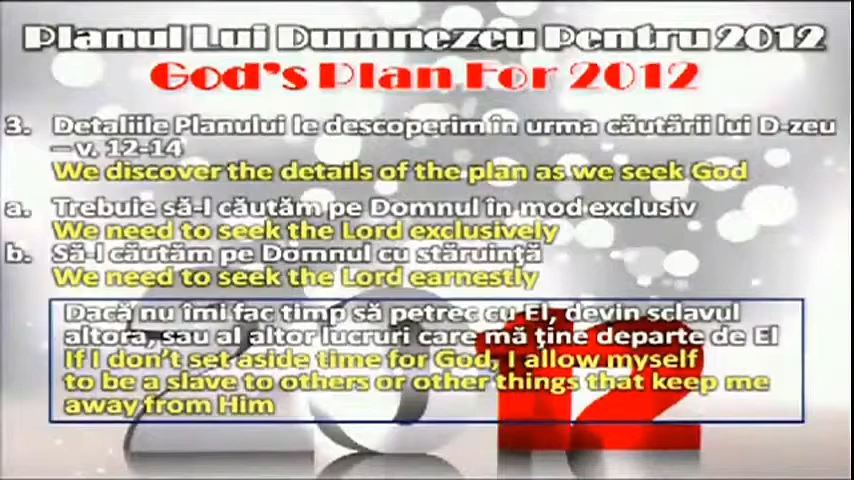 Planul Lui Dumnezeu Pentru 2012
God's Plan For 2012
3. Detaliile Planului le descoperim în urma căutării lui D-zeu
– v. 12-14
We discover the details of the plan as we seek God
a. Trebuie să-l căutăm pe Domnul în mod exclusiv
We need to seek the Lord exclusively
b. Să-l căutăm pe Domnul cu stăruinţă
We need to seek the Lord earnestly
Dacă nu îmi fac timp să petrec cu El, devin sclavul
altora, sau al altor lucruri care mă ţine departe de El
If I don't set aside time for God, I allow myself
to be a slave to others or other things that keep me
away from Him
2012